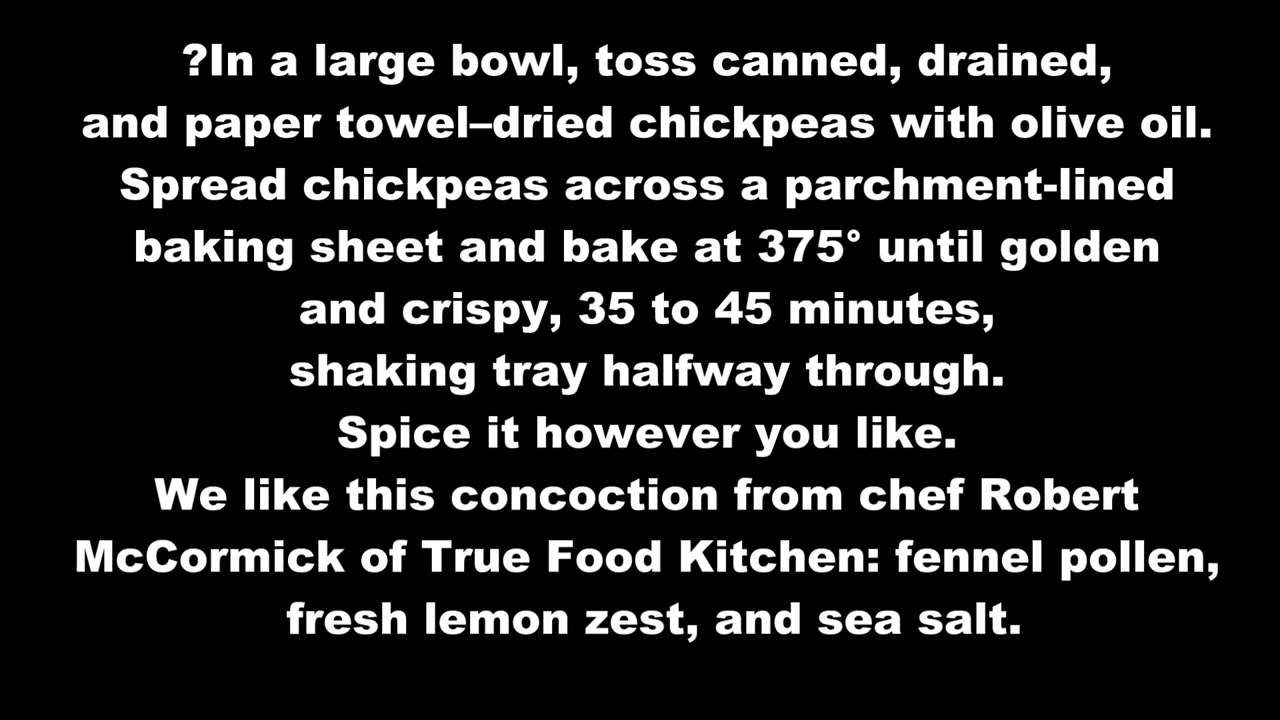 ?In a large bowl, toss canned, drained,
and paper towel–dried chickpeas with olive oil.
Spread chickpeas across a parchment-lined
baking sheet and bake at 375° until golden
and crispy, 35 to 45 minutes,
shaking tray halfway through.
Spice it however you like.
We like this concoction from chef Robert
McCormick of True Food Kitchen: fennel pollen,
fresh lemon zest, and sea salt.